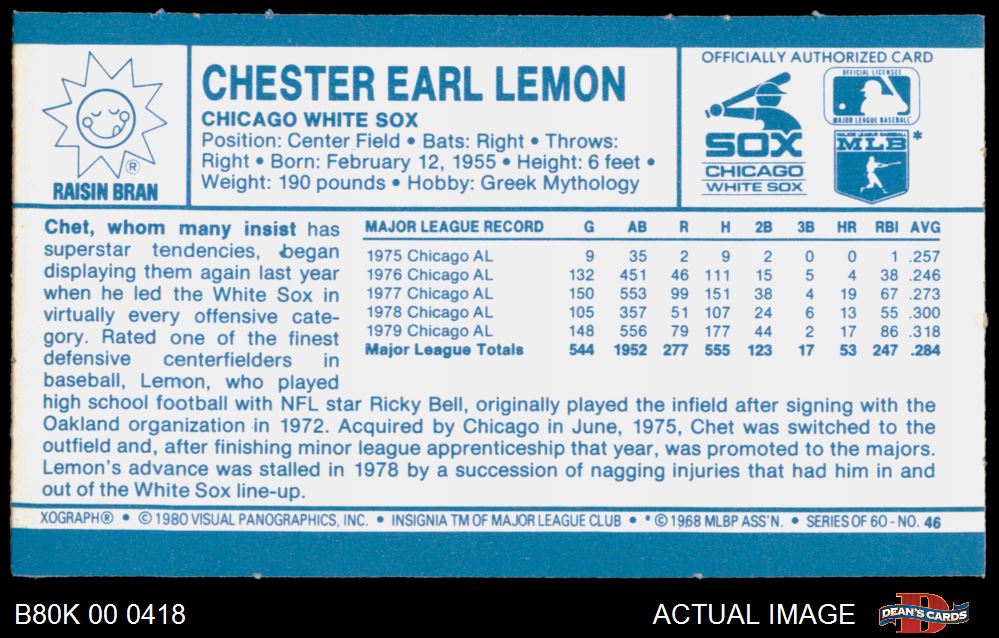 RAISIN BRAN
®
CHESTER EARL LEMON
CHICAGO WHITE SOX
Position: Center Field • Bats: Right • Throws:
Right • Born: February 12, 1955 • Height: 6 feet •
Weight: 190 pounds • Hobby: Greek Mythology
OFFICIALLY AUTHORIZED CARD
SOX
CHICAGO
WHITE SOX
OFFICIAL LICENSEE
MAJOR LEAGUE BASEBALL
MAJOR LEAGUE BASEBALL
MLB *
Chet, whom many insist has
superstar tendencies, began
displaying them again last year
when he led the White Sox in
virtually every offensive cate-
gory. Rated one of the finest
defensive centerfielders in
baseball, Lemon, who played
high school football with NFL star Ricky Bell, originally played the infield after signing with the
Oakland organization in 1972. Acquired by Chicago in June, 1975, Chet was switched to the
outfield and, after finishing minor league apprenticeship that year, was promoted to the majors.
Lemon's advance was stalled in 1978 by a succession of nagging injuries that had him in and
out of the White Sox line-up.
MAJOR LEAGUE RECORD G AB R H 2B 3B HR RBI AVG
1975 Chicago AL 9 35 2 9 2 0 0 1 .257
1976 Chicago AL 132 451 46 111 15 5 4 38 .246
1977 Chicago AL 150 553 99 151 38 4 19 67 .273
1978 Chicago AL 105 357 51 107 24 6 13 55 .300
1979 Chicago AL 148 556 79 177 44 2 17 86 .318
Major League Totals 544 1952 277 555 123 17 53 247 .284
XOGRAPH® • © 1980 VISUAL PANOGRAPHICS, INC. • INSIGNIA TM OF MAJOR LEAGUE CLUB • * © 1968 MLBP ASS'N. • SERIES OF 60 - NO. 46
B80K 00 0418
ACTUAL IMAGE
DEAN'S CARDS